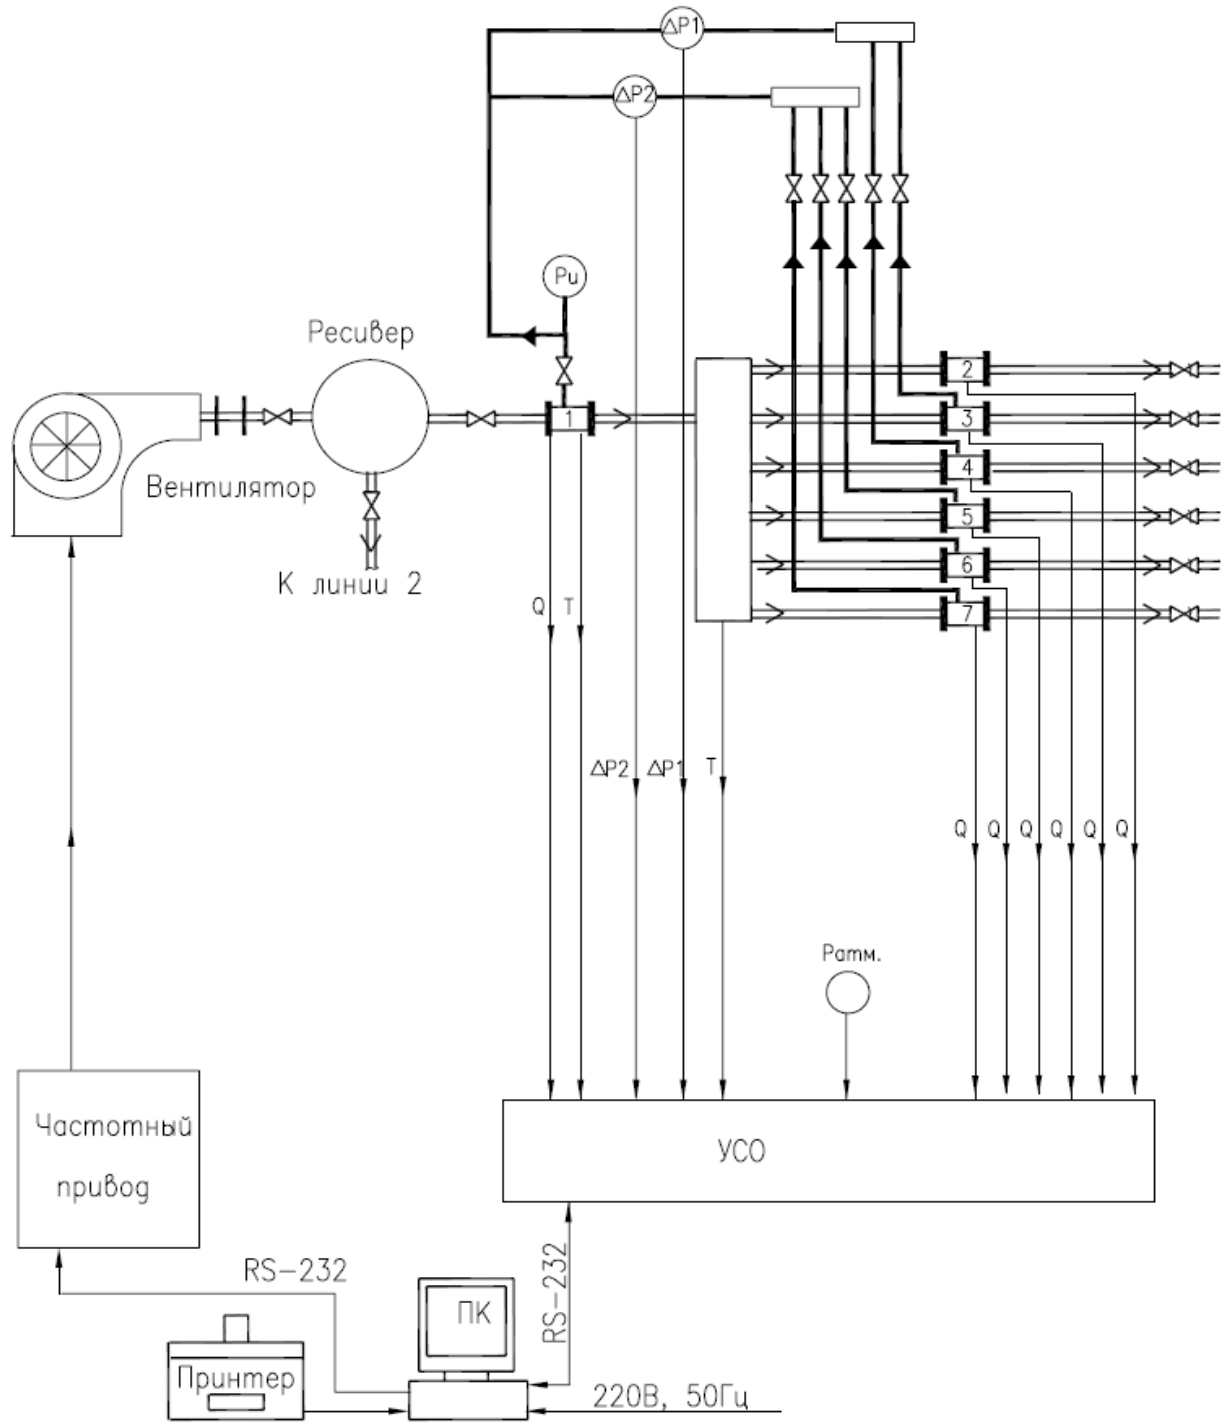 ΔP1
ΔP2
Pu
Ресивер
1
2
3
4
5
6
7
Вентилятор
К линии 2
Q
T
ΔP2
ΔP1
T
Q
Q
Q
Q
Q
Q
Pатм.
УСО
Частотный
привод
RS-232
RS-232
ПК
Принтер
220В, 50Гц